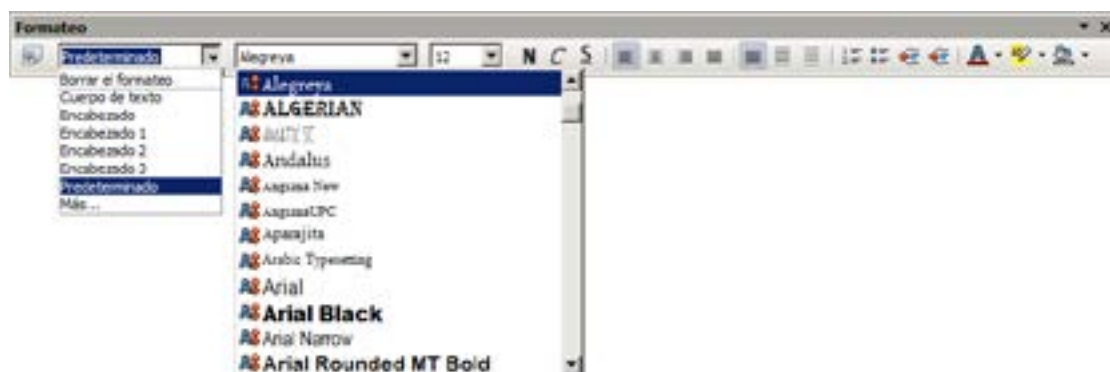 Formateo
Predeterminado Alegreya 12 N C S A
Borrar el formateo
Cuerpo de texto
Encabezado
Encabezado 1
Encabezado 2
Encabezado 3
Predeterminado
Más...
Alegreya
ALGERIAN
Andalus
Angsana New
AngsanaUPC
Aparajita
Arabic Typesetting
Arial
Arial Black
Arial Narrow
Arial Rounded MT Bold